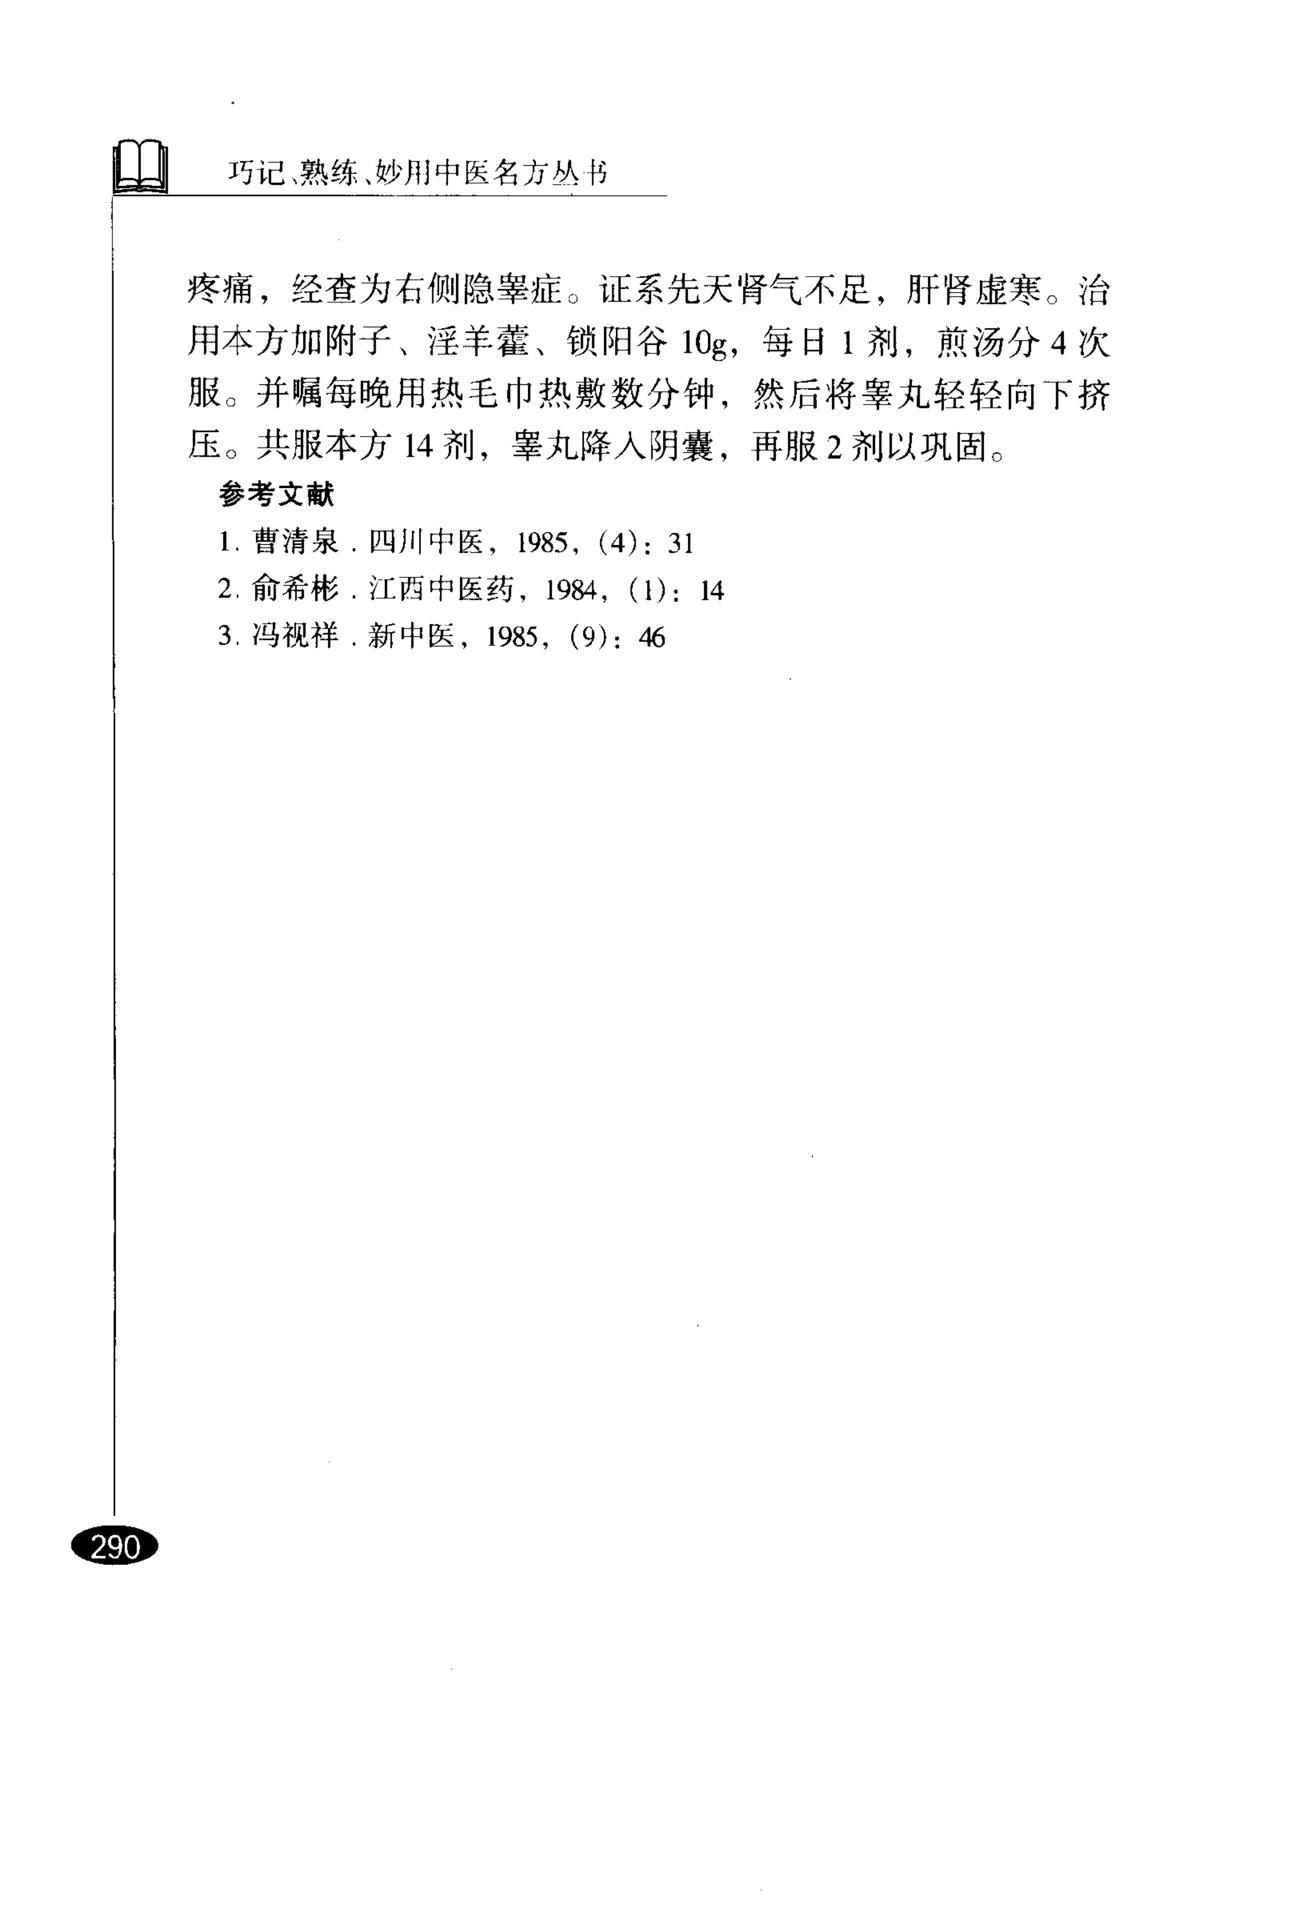 巧记、熟练、妙用中医名方丛书
疼痛，经查为右侧隐睾症。证系先天肾气不足，肝肾虚寒。治
用本方加附子、淫羊藿、锁阳谷 10g，每日 1 剂，煎汤分 4 次
服。并嘱每晚用热毛巾热敷数分钟，然后将睾丸轻轻向下挤
压。共服本方 14 剂，睾丸降入阴囊，再服 2 剂以巩固。
参考文献
1. 曹清泉．四川中医，1985，(4)：31
2. 俞希彬．江西中医药，1984，(1)：14
3. 冯视祥．新中医，1985，(9)：46
290